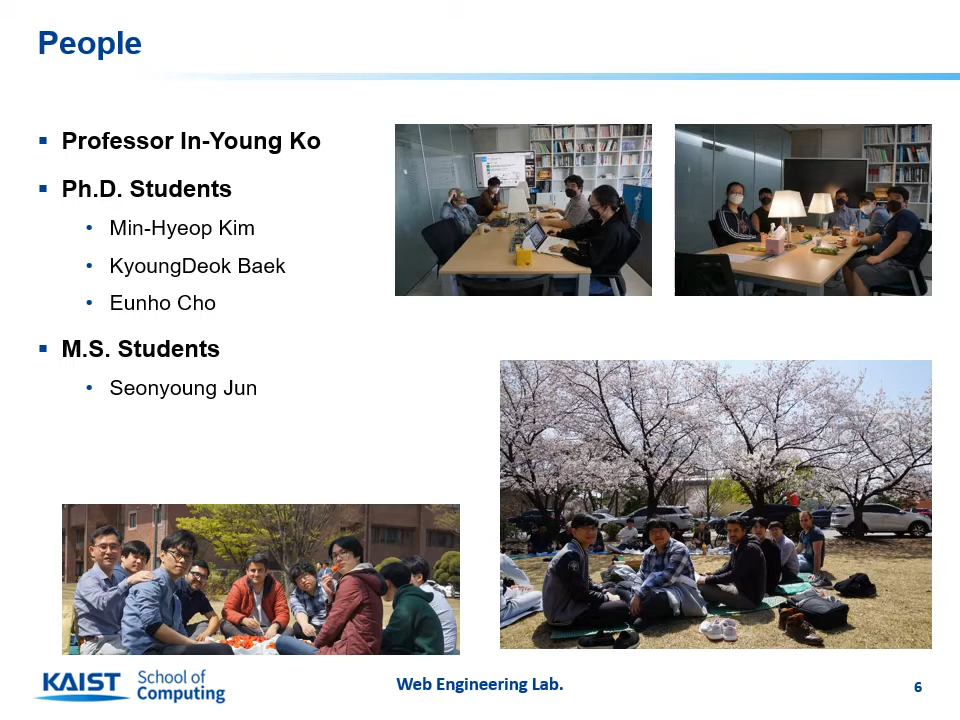 People
Professor In-Young Ko
Ph.D. Students
Min-Hyeop Kim
KyoungDeok Baek
Eunho Cho
M.S. Students
Seonyoung Jun
KAIST
School of
Computing
Web Engineering Lab.
6